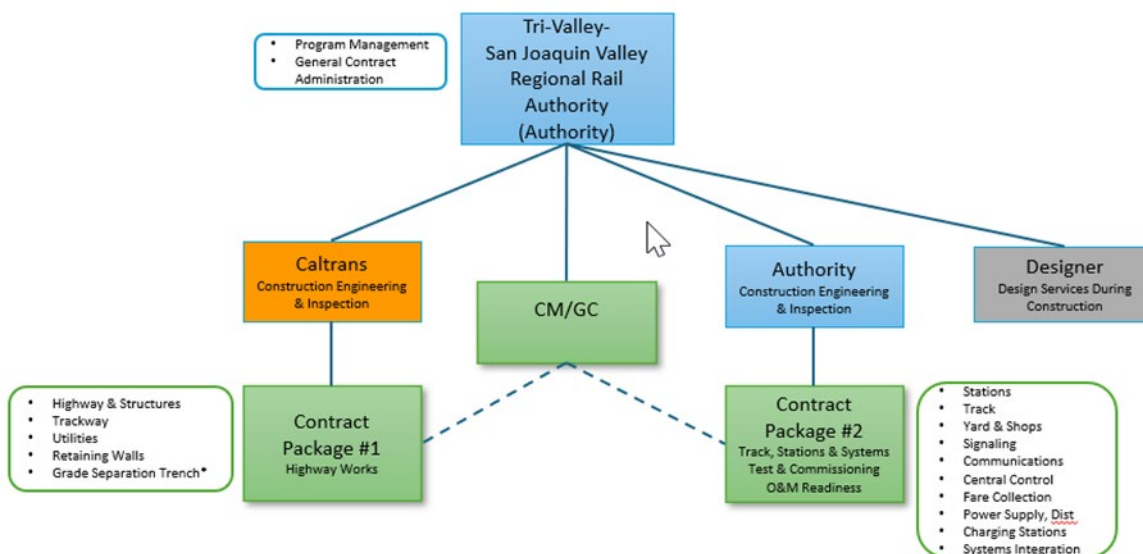 Tri-Valley-
San Joaquin Valley
Regional Rail
Authority
(Authority)
• Program Management
• General Contract
Administration
Caltrans
Construction Engineering
& Inspection
CM/GC
Authority
Construction Engineering
& Inspection
Designer
Design Services During
Construction
• Highway & Structures
• Trackway
• Utilities
• Retaining Walls
• Grade Separation Trench*
Contract
Package #1
Highway Works
Contract
Package #2
Track, Stations & Systems
Test & Commissioning
O&M Readiness
• Stations
• Track
• Yard & Shops
• Signaling
• Communications
• Central Control
• Fare Collection
• Power Supply, Dist
• Charging Stations
• Systems Integration